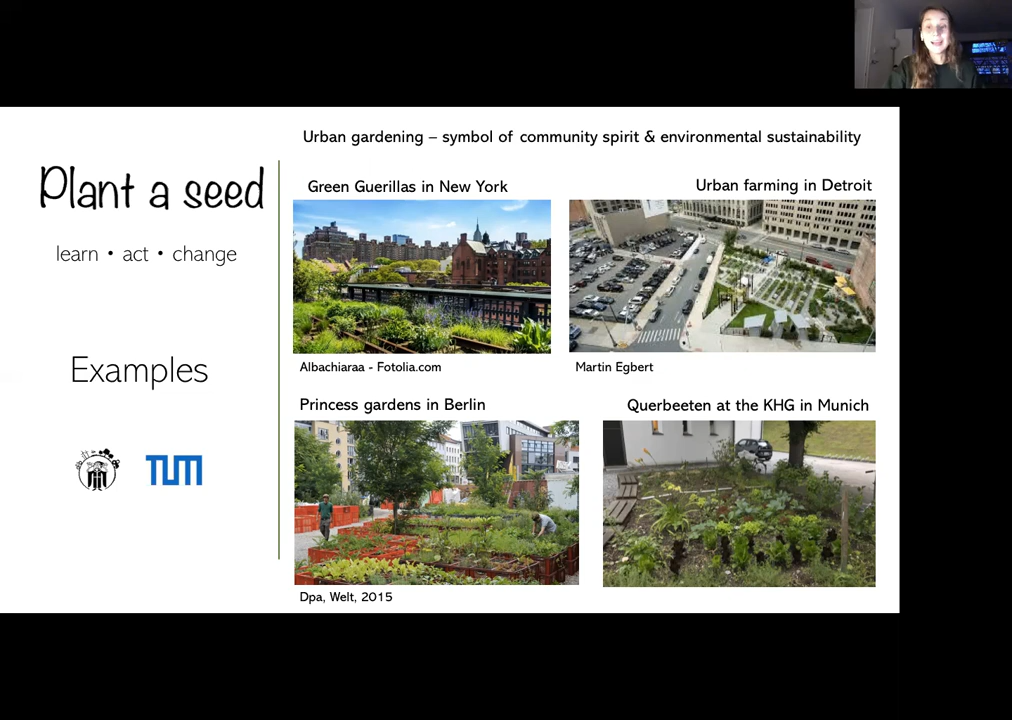 Urban gardening – symbol of community spirit & environmental sustainability
Plant a seed
learn • act • change
Examples
TUM
Green Guerillas in New York
Urban farming in Detroit
Albachiaraa - Fotolia.com
Martin Egbert
Princess gardens in Berlin
Querbeeten at the KHG in Munich
Dpa, Welt, 2015